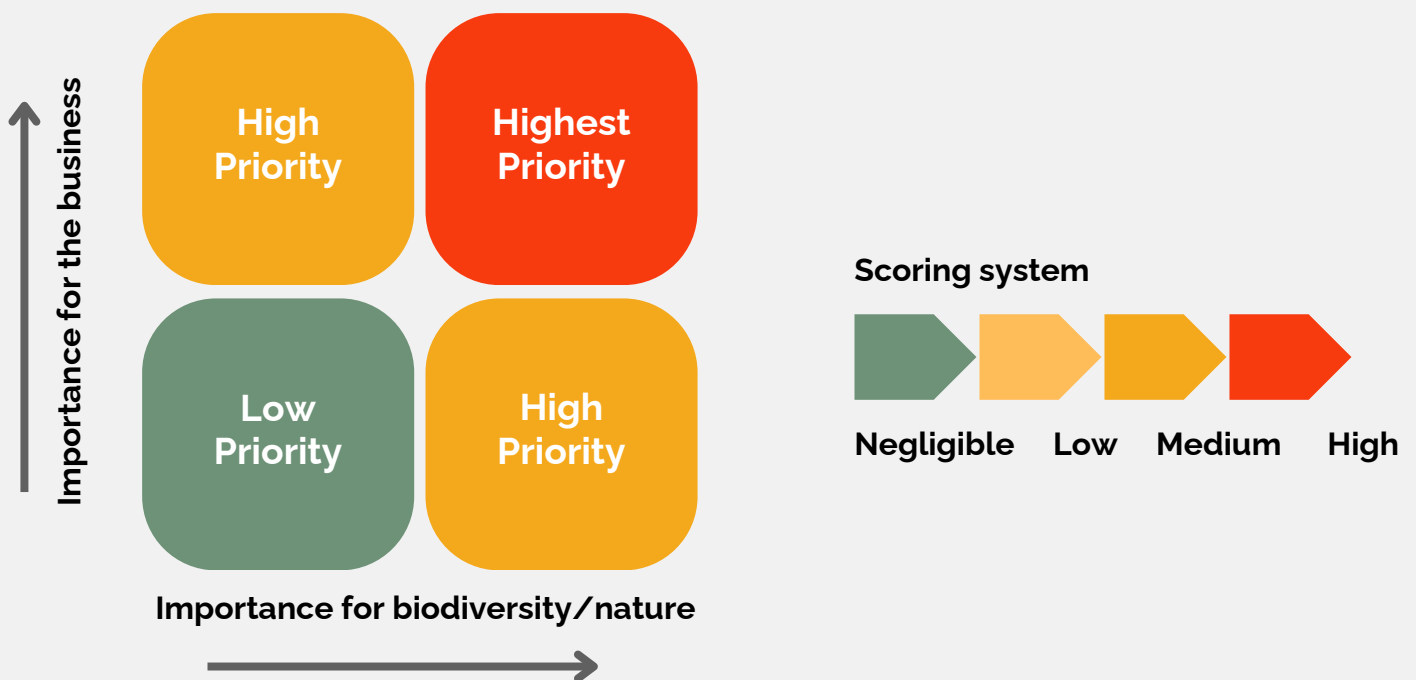 Importance for the business
High
Priority
Highest
Priority
Low
Priority
High
Priority
Importance for biodiversity/nature
Scoring system
Negligible Low Medium High